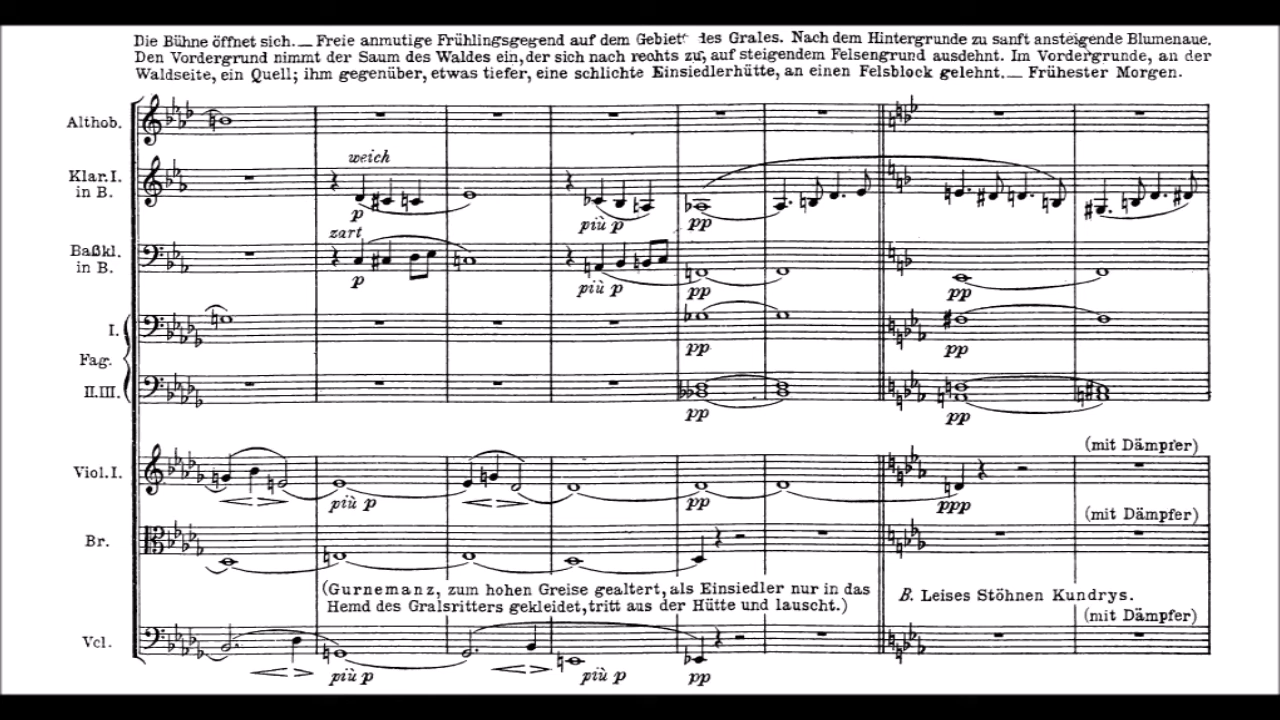 Die Bühne öffnet sich.— Freie anmutige Frühlingsgegend auf dem Gebiet des Grales. Nach dem Hintergrunde zu sanft ansteigende Blumenaue.
Den Vordergrund nimmt der Saum des Waldes ein, der sich nach rechts zu, auf steigendem Felsengrund ausdehnt. Im Vordergrunde, an der
Waldseite, ein Quell; ihm gegenüber, etwas tiefer, eine schlichte Einsiedlerhütte, an einen Felsblock gelehnt.— Frühester Morgen.
Althob.
weich
Klar. I.
in B.
p
più p
pp
zart
Baßkl.
in B.
p
più p
pp
pp
I.
pp
pp
Fag.
II.III.
pp
pp
(mit Dämpfer)
Viol. I.
più p
pp
ppp
(mit Dämpfer)
Br.
(Gurnemanz, zum hohen Greise gealtert, als Einsiedler nur in das
Hemd des Gralsritters gekleidet, tritt aus der Hütte und lauscht.)
B. Leises Stöhnen Kundrys.
(mit Dämpfer)
Vcl.
più p
più p
pp